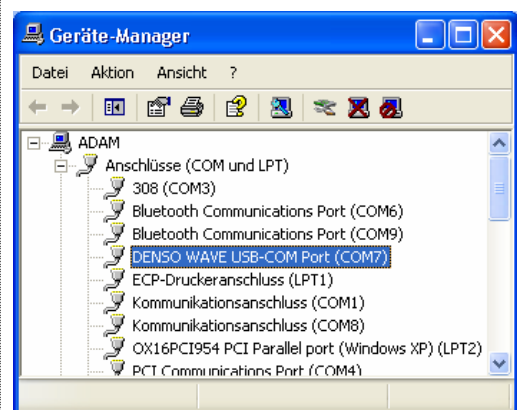 Geräte-Manager
Datei Aktion Ansicht ?
ADAM
Anschlüsse (COM und LPT)
308 (COM3)
Bluetooth Communications Port (COM6)
Bluetooth Communications Port (COM9)
DENSO WAVE USB-COM Port (COM7)
ECP-Druckeranschluss (LPT1)
Kommunikationsanschluss (COM1)
Kommunikationsanschluss (COM8)
OX16PCI954 PCI Parallel port (Windows XP) (LPT2)
PCI Communications Port (COM4)